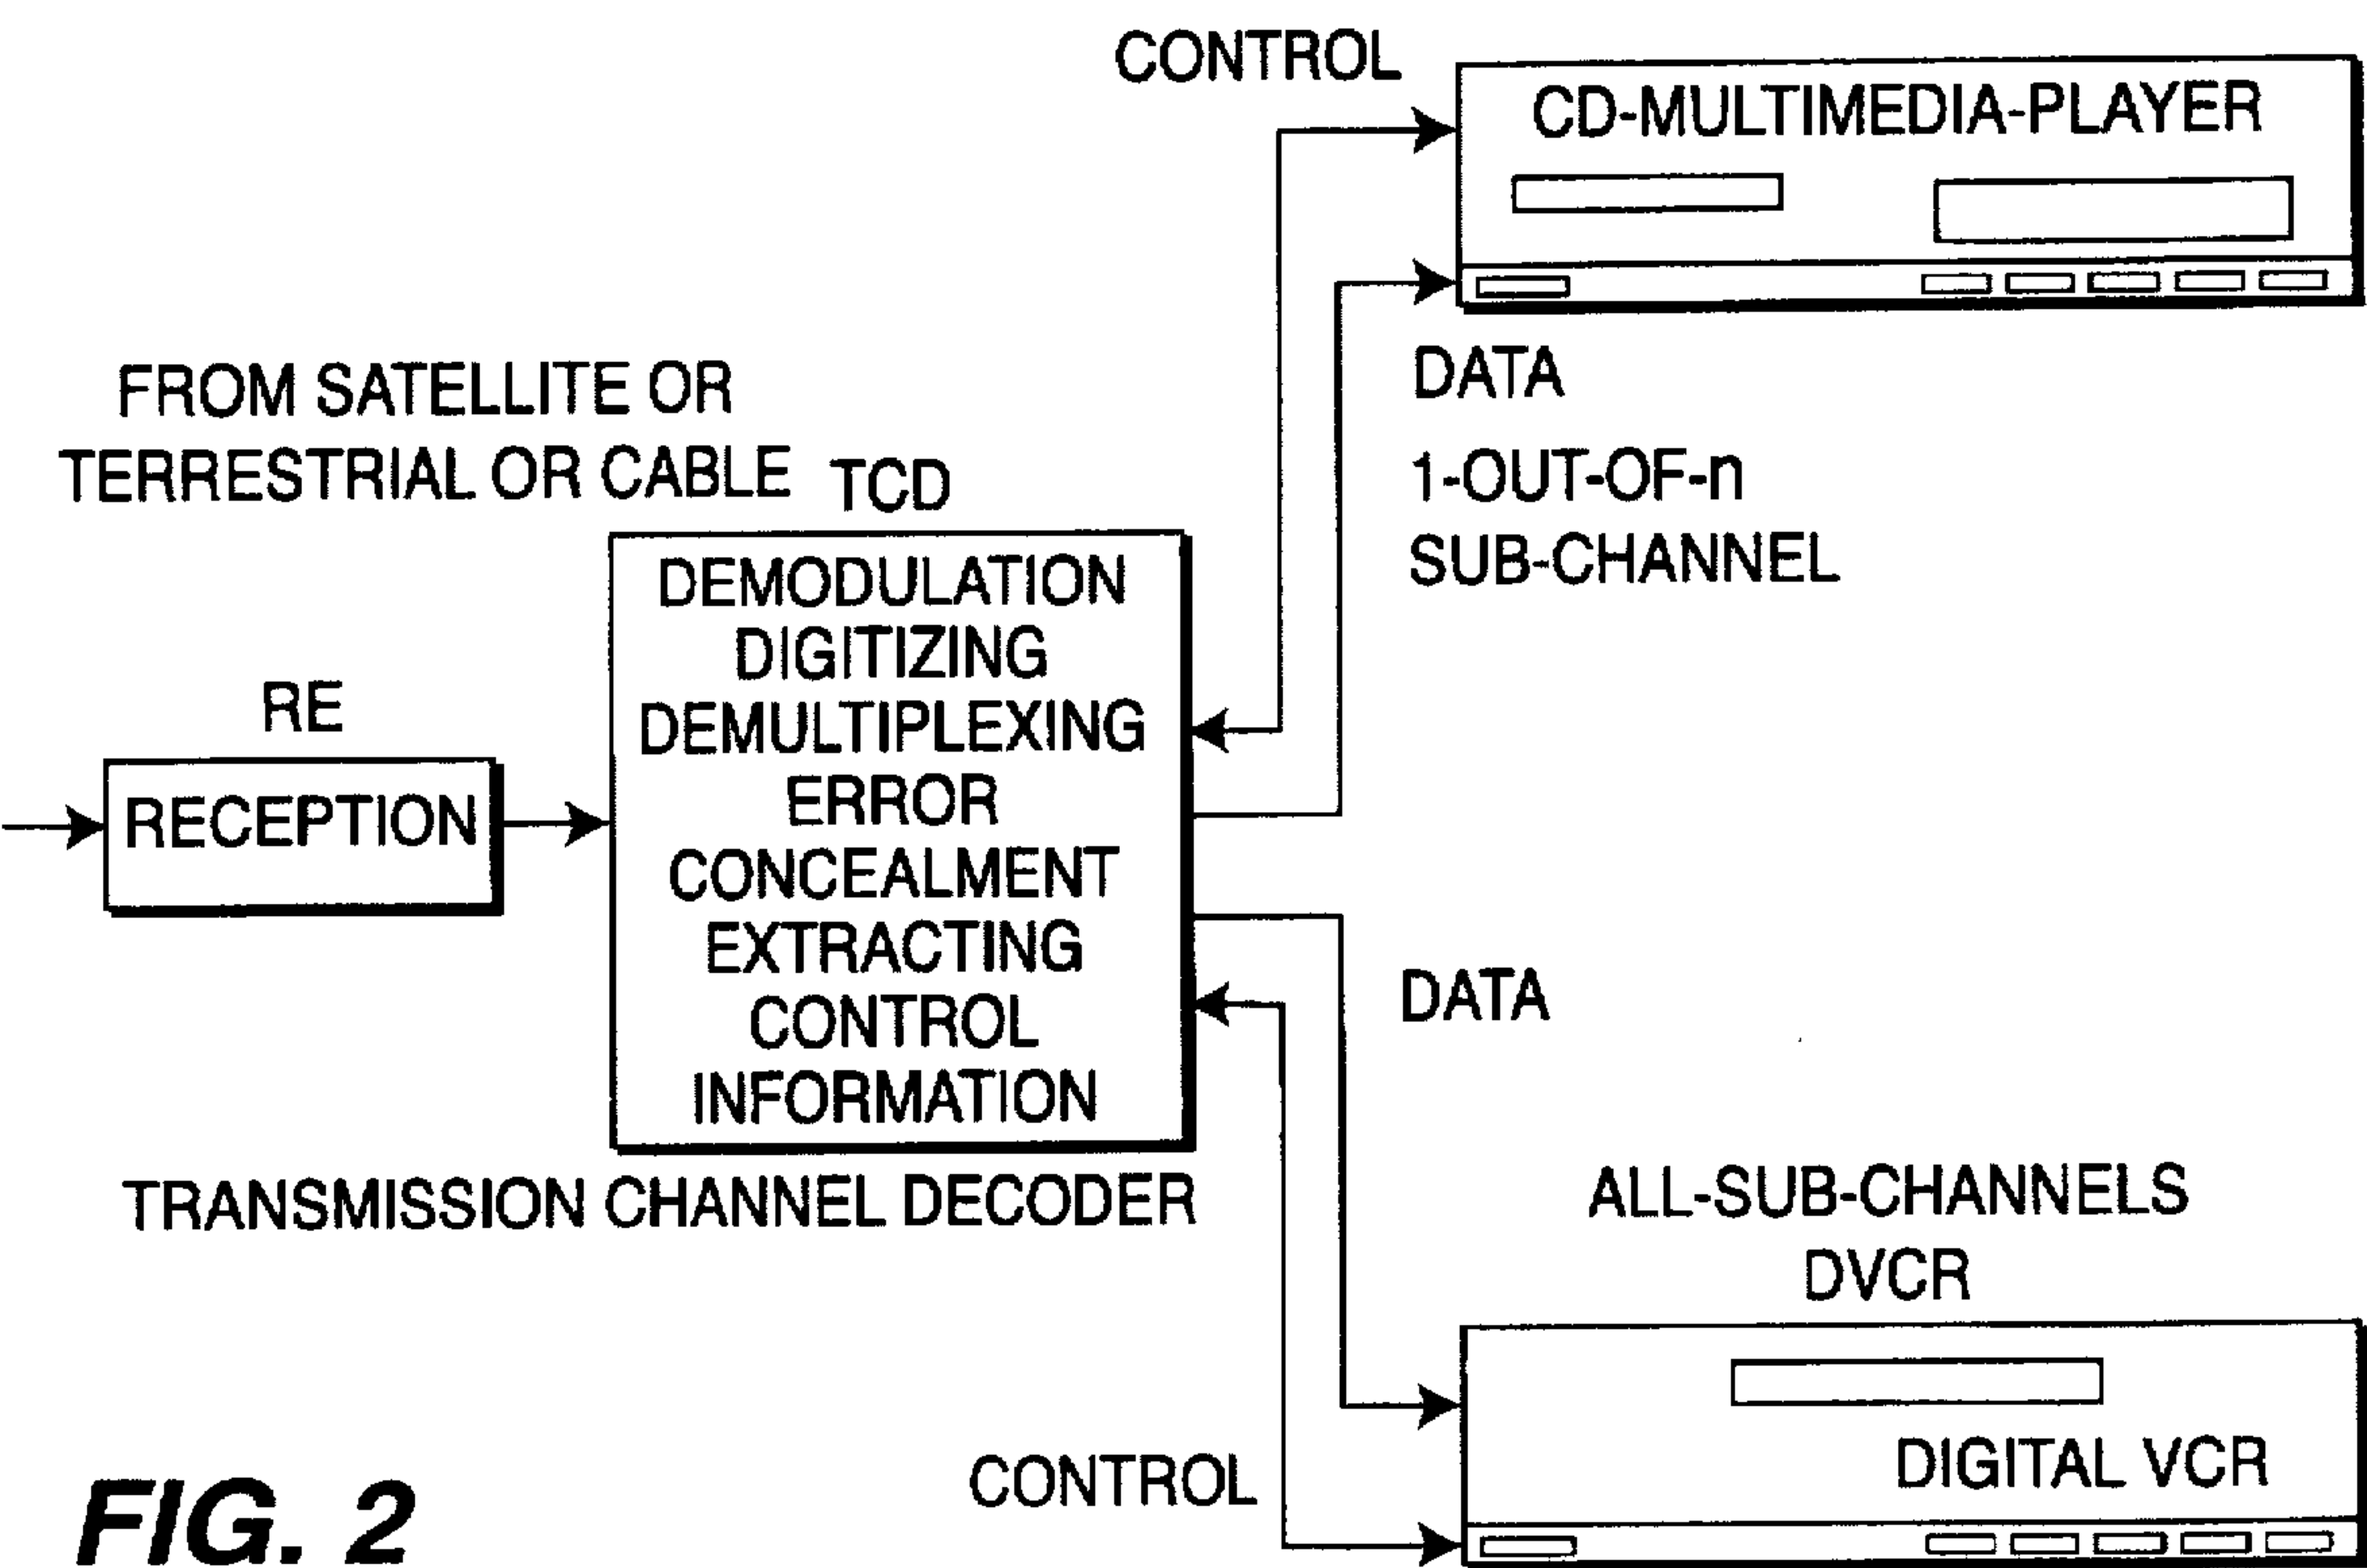 CONTROL
CD-MULTIMEDIA-PLAYER
FROM SATELLITE OR
TERRESTRIAL OR CABLE
TCD
DATA
1-OUT-OF-n
SUB-CHANNEL
RE
RECEPTION
DEMODULATION
DIGITIZING
DEMULTIPLEXING
ERROR
CONCEALMENT
EXTRACTING
CONTROL
INFORMATION
TRANSMISSION CHANNEL DECODER
DATA
ALL-SUB-CHANNELS
DVCR
DIGITAL VCR
CONTROL
FIG. 2